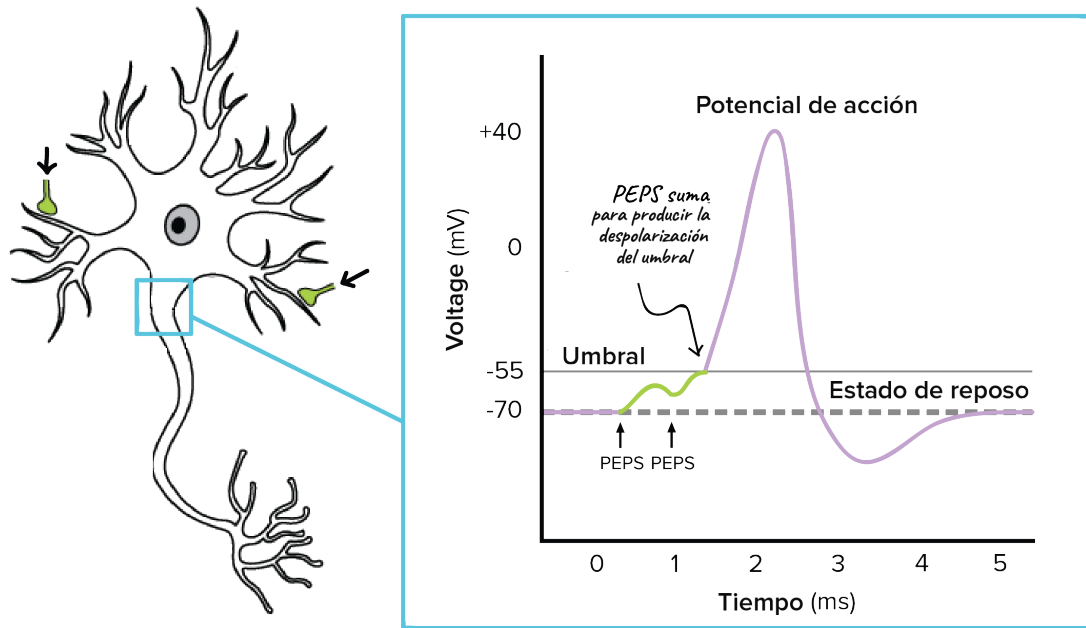 Potencial de acción
+40
PEPS suma
para producir la
despolarización
del umbral
0
Voltage (mV)
Umbral
-55
Estado de reposo
-70
PEPS PEPS
0 1 2 3 4 5
Tiempo (ms)